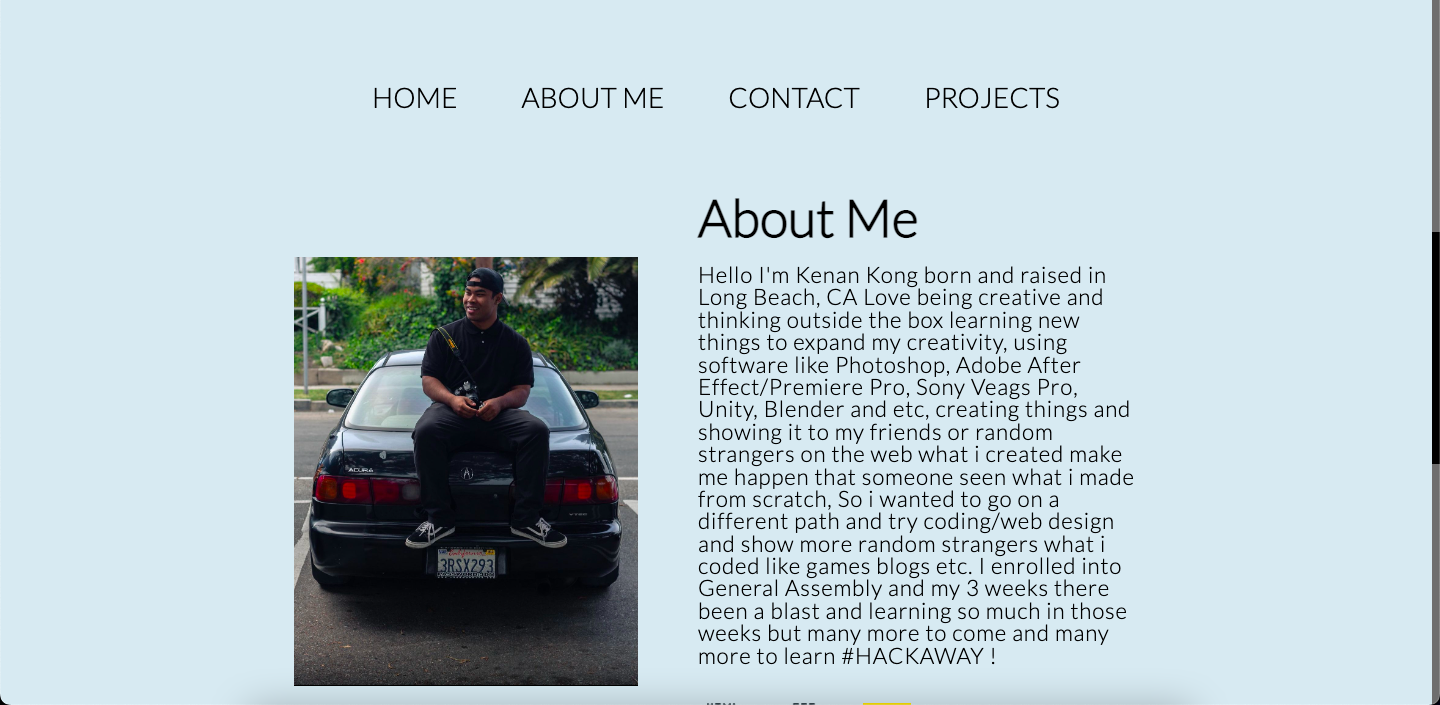 HOME ABOUT ME CONTACT PROJECTS
About Me
Hello I'm Kenan Kong born and raised in
Long Beach, CA Love being creative and
thinking outside the box learning new
things to expand my creativity, using
software like Photoshop, Adobe After
Effect/Premiere Pro, Sony Veags Pro,
Unity, Blender and etc, creating things and
showing it to my friends or random
strangers on the web what i created make
me happen that someone seen what i made
from scratch, So i wanted to go on a
different path and try coding/web design
and show more random strangers what i
coded like games blogs etc. I enrolled into
General Assembly and my 3 weeks there
been a blast and learning so much in those
weeks but many more to come and many
more to learn #HACKAWAY !
ACURA
California
3RSX293